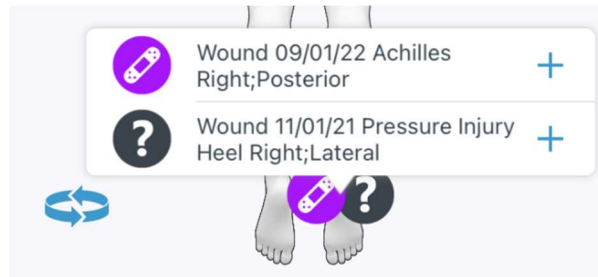 Wound 09/01/22 Achilles
Right;Posterior
?
Wound 11/01/21 Pressure Injury
Heel Right;Lateral
?